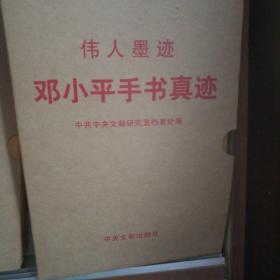 伟人墨迹
邓小平手书真迹
中共中央文献研究室档案处编
中央文献出版社